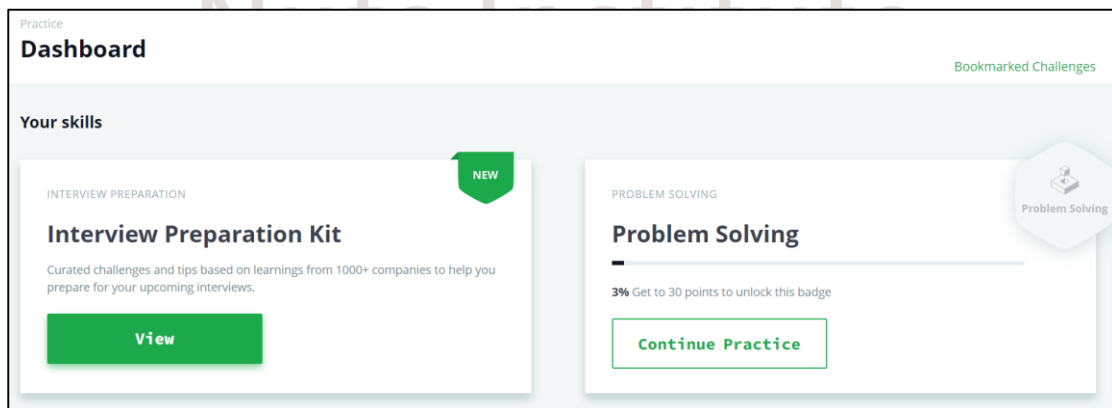 Practice
Dashboard
Bookmarked Challenges
Your skills
NEW
INTERVIEW PREPARATION
Interview Preparation Kit
Curated challenges and tips based on learnings from 1000+ companies to help you
prepare for your upcoming interviews.
View
PROBLEM SOLVING
Problem Solving
Problem Solving
3% Get to 30 points to unlock this badge
Continue Practice